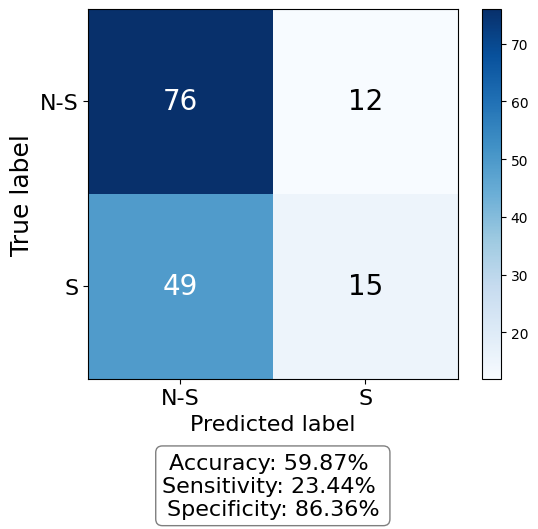 70
N-S
76
12
60
50
True label
40
S
49
15
30
20
N-S
S
Predicted label
Accuracy: 59.87%
Sensitivity: 23.44%
Specificity: 86.36%